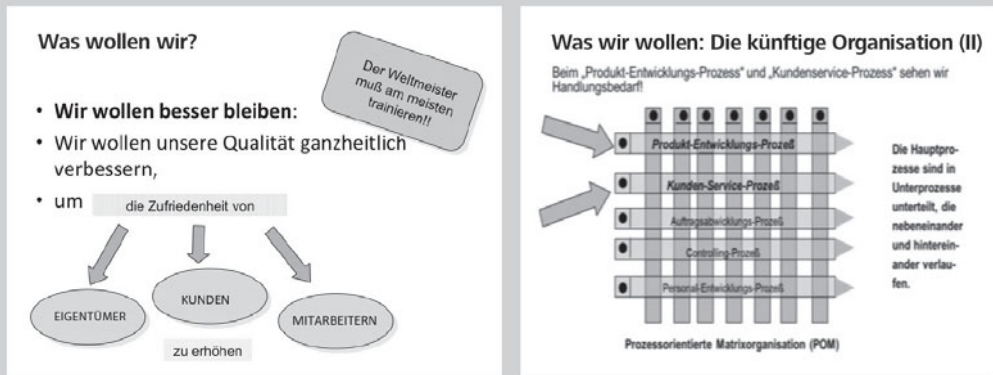 Was wollen wir?
Der Weltmeister
muß am meisten
trainieren!!
• Wir wollen besser bleiben:
• Wir wollen unsere Qualität ganzheitlich
verbessern,
• um die Zufriedenheit von
EIGENTÜMER
KUNDEN
MITARBEITERN
zu erhöhen
Was wir wollen: Die künftige Organisation (II)
Beim „Produkt-Entwicklungs-Prozess“ und „Kundenservice-Prozess“ sehen wir
Handlungsbedarf!
Produkt-Entwicklungs-Prozeß
Kunden-Service-Prozeß
Auftragsabwicklungs-Prozeß
Controlling-Prozeß
Personal-Entwicklungs-Prozeß
Die Hauptpro-
zesse sind in
Unterprozesse
unterteilt, die
nebeneinander
und hinterein-
ander verlau-
fen.
Prozessorientierte Matrixorganisation (POM)